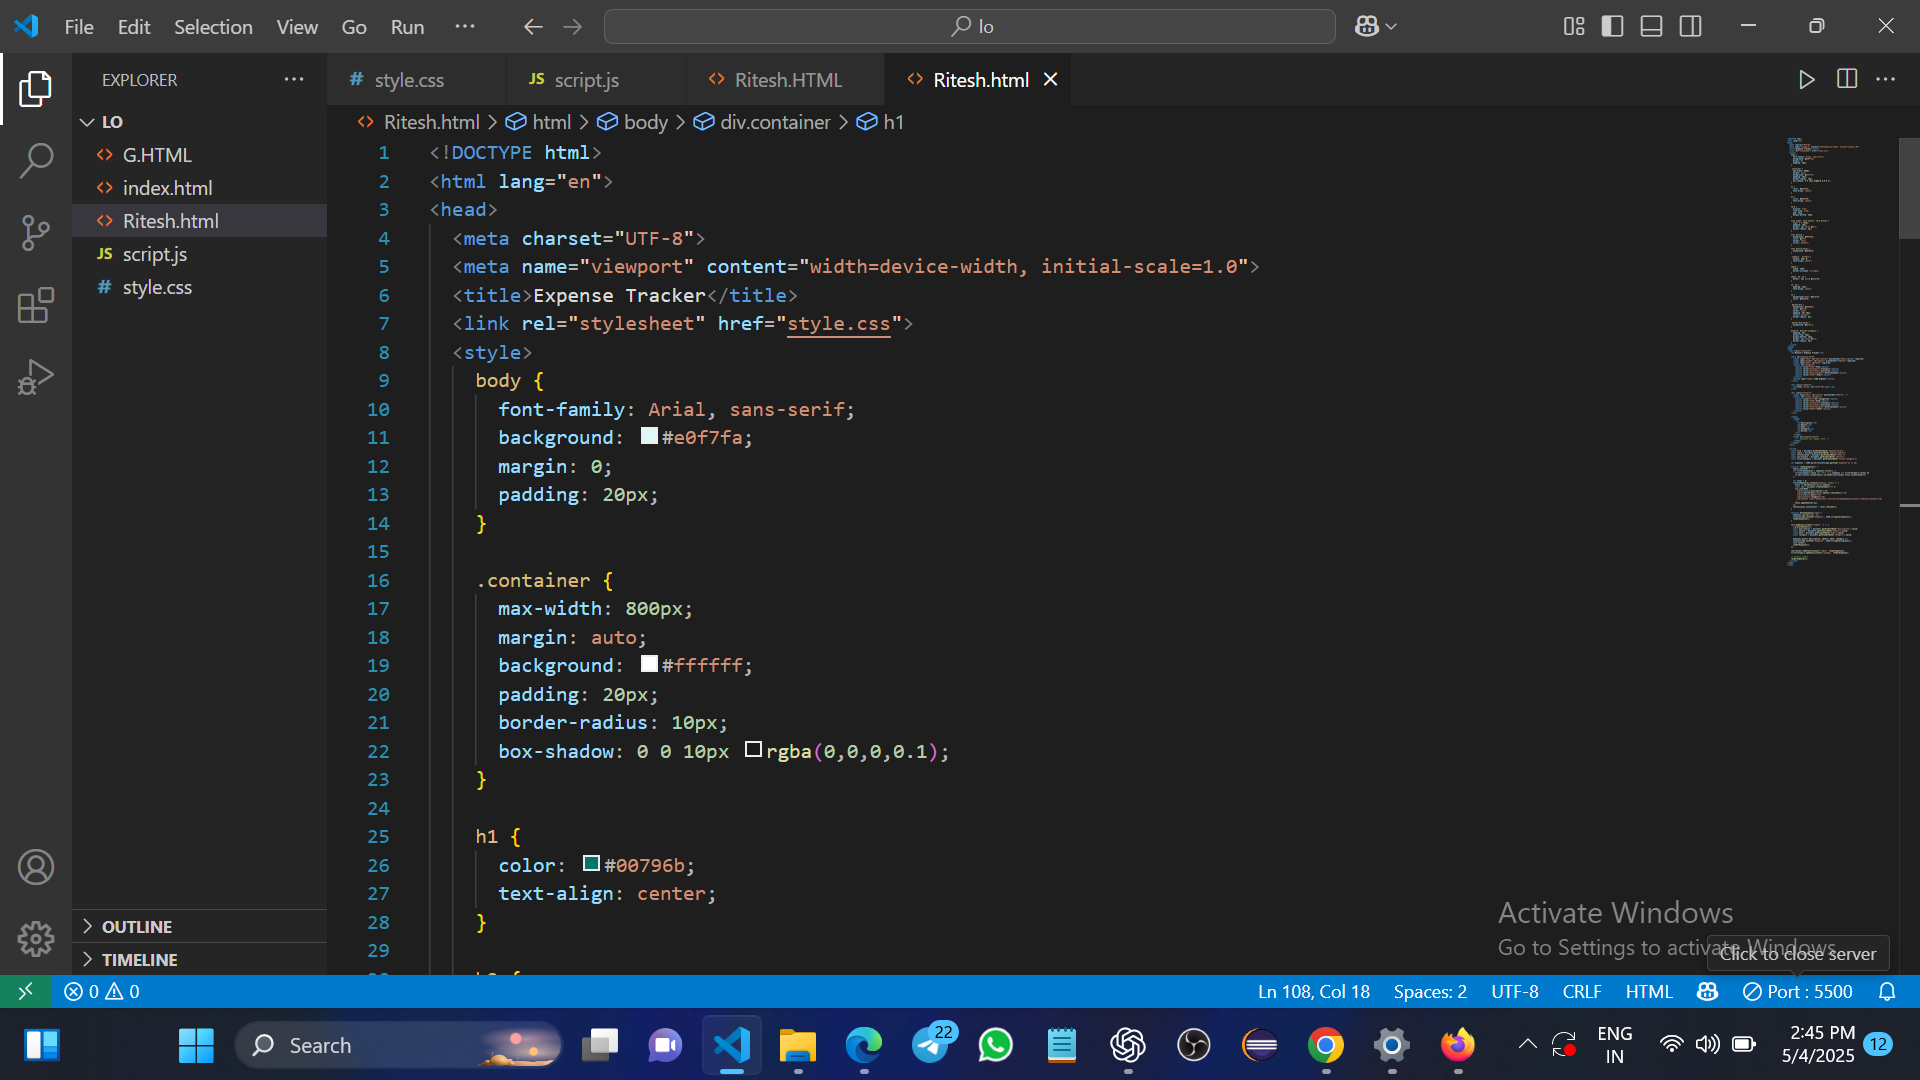 File Edit Selection View Go Run ··· lo
EXPLORER ···
LO
G.HTML
index.html
Ritesh.html
JS script.js
# style.css
OUTLINE
TIMELINE
# style.css JS script.js Ritesh.HTML Ritesh.html
Ritesh.html > html > body > div.container > h1
1 <!DOCTYPE html>
2 <html lang="en">
3 <head>
4 <meta charset="UTF-8">
5 <meta name="viewport" content="width=device-width, initial-scale=1.0">
6 <title>Expense Tracker</title>
7 <link rel="stylesheet" href="style.css">
8 <style>
9 body {
10 font-family: Arial, sans-serif;
11 background: #e0f7fa;
12 margin: 0;
13 padding: 20px;
14 }
15
16 .container {
17 max-width: 800px;
18 margin: auto;
19 background: #ffffff;
20 padding: 20px;
21 border-radius: 10px;
22 box-shadow: 0 0 10px rgba(0,0,0,0.1);
23 }
24
25 h1 {
26 color: #00796b;
27 text-align: center;
28 }
29
Activate Windows
Go to Settings to activate Windows.
Click to close server
0 0 Ln 108, Col 18 Spaces: 2 UTF-8 CRLF HTML Port : 5500
Search 22 ENG IN 2:45 PM 5/4/2025 12